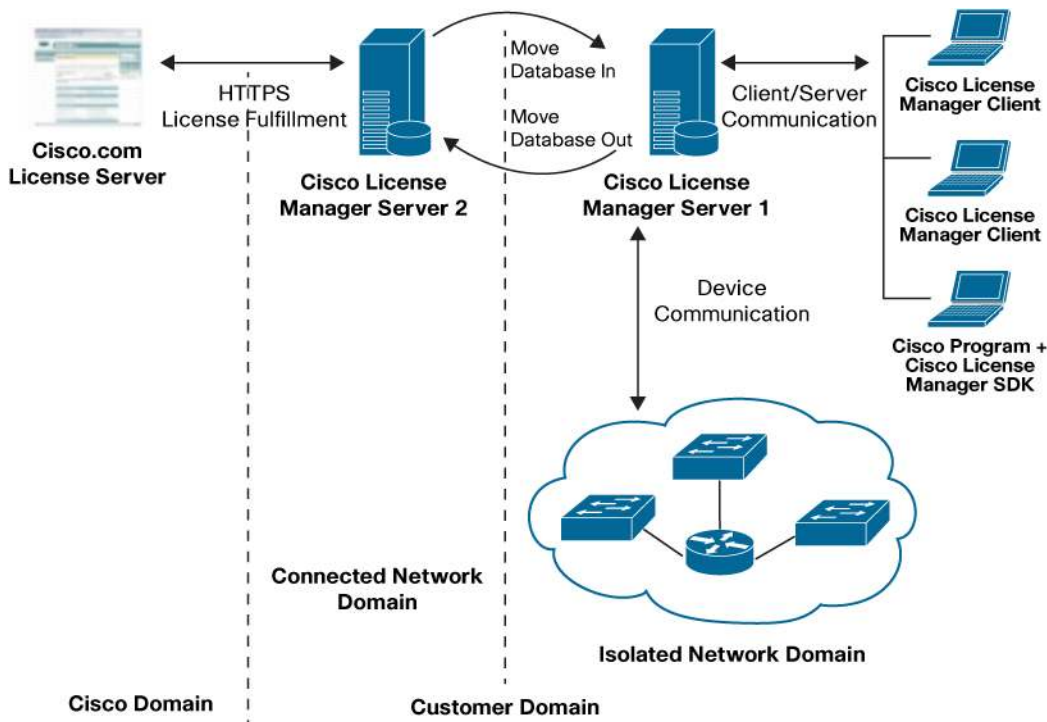 HTTPS
License Fulfillment
Cisco.com
License Server
Cisco License
Manager Server 2
Move
Database In
Move
Database Out
Cisco License
Manager Server 1
Client/Server
Communication
Cisco License
Manager Client
Cisco License
Manager Client
Cisco Program +
Cisco License
Manager SDK
Device
Communication
Connected Network
Domain
Isolated Network Domain
Cisco Domain
Customer Domain